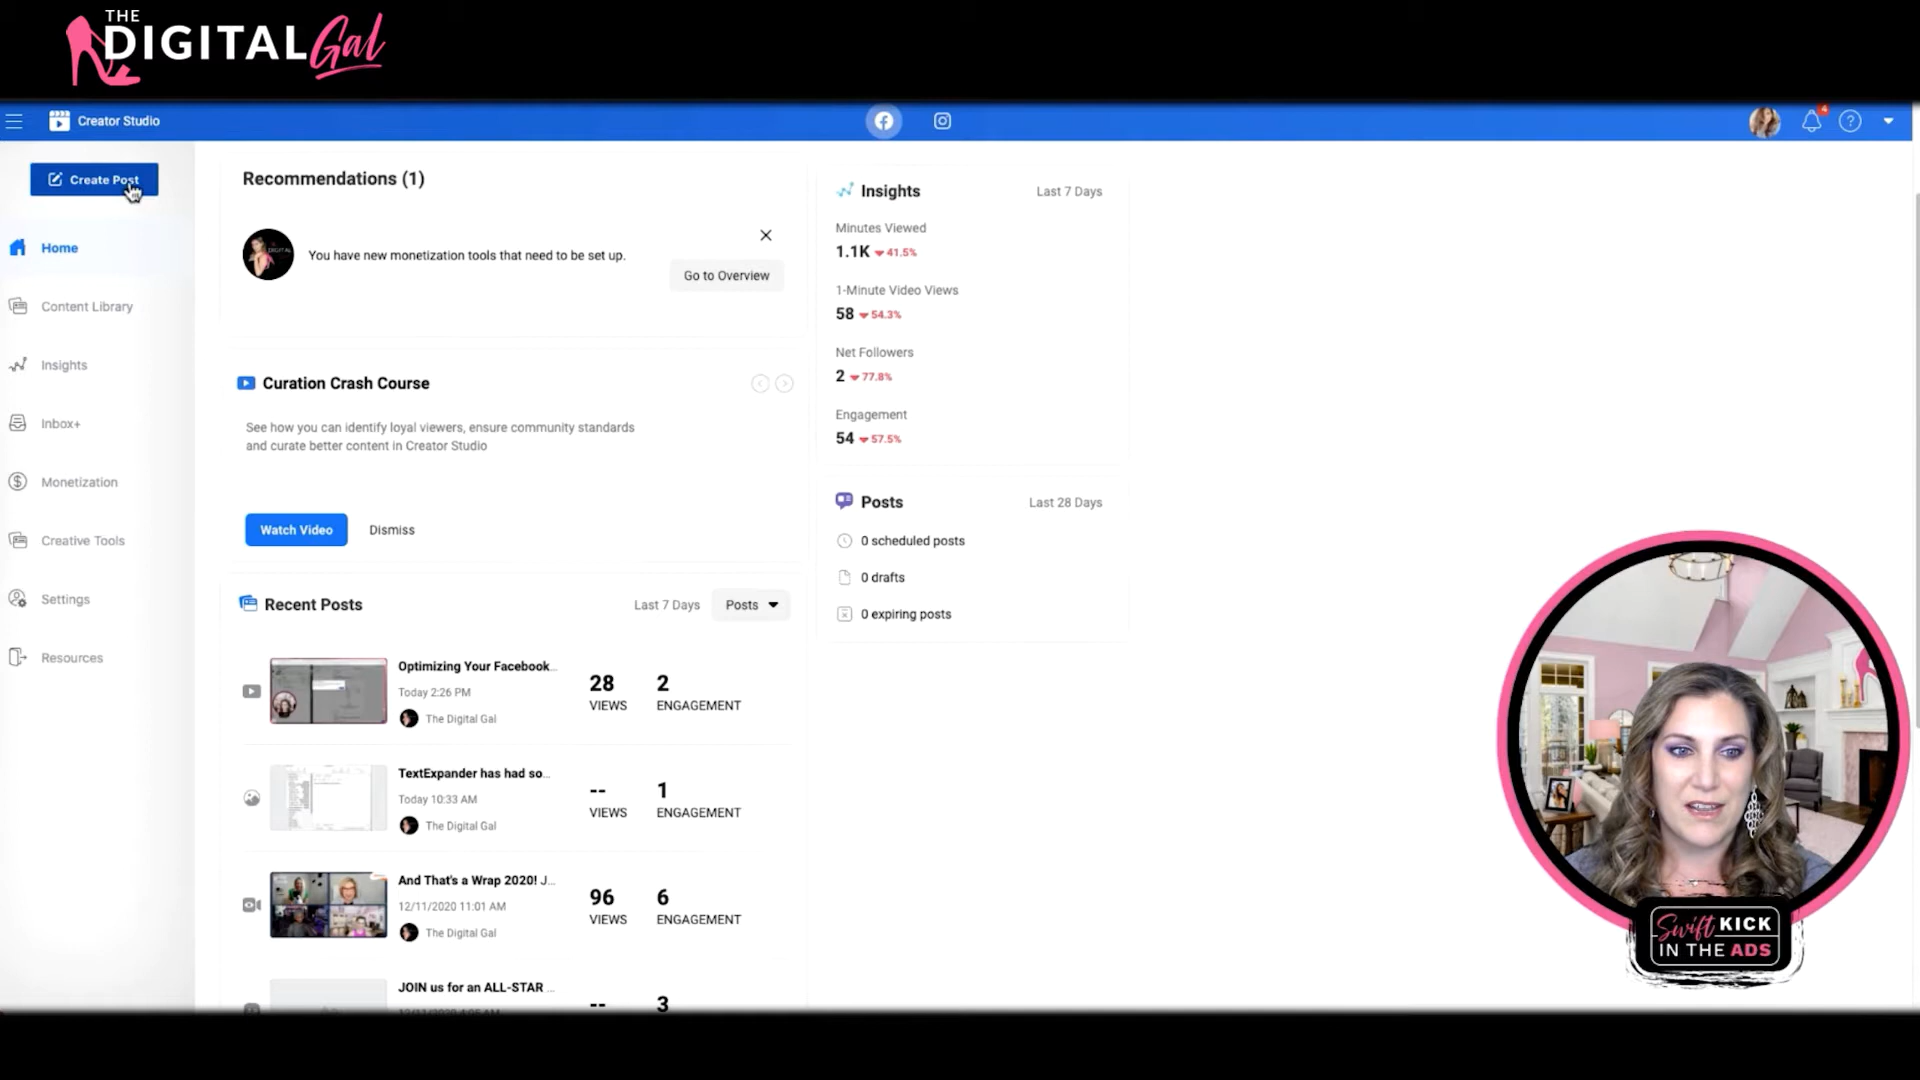 THE
DIGITAL Gal
Creator Studio
4
Create Post
Home
Content Library
Insights
Inbox+
Monetization
Creative Tools
Settings
Resources
Recommendations (1)
You have new monetization tools that need to be set up.
Go to Overview
Curation Crash Course
See how you can identify loyal viewers, ensure community standards
and curate better content in Creator Studio
Watch Video
Dismiss
Recent Posts
Last 7 Days
Posts
Optimizing Your Facebook...
Today 2:26 PM
The Digital Gal
28
VIEWS
2
ENGAGEMENT
TextExpander has had so...
Today 10:33 AM
The Digital Gal
--
VIEWS
1
ENGAGEMENT
And That's a Wrap 2020! J...
12/11/2020 11:01 AM
The Digital Gal
96
VIEWS
6
ENGAGEMENT
JOIN us for an ALL-STAR ...
--
3
Insights
Last 7 Days
Minutes Viewed
1.1K 41.5%
1-Minute Video Views
58 54.3%
Net Followers
2 77.8%
Engagement
54 57.5%
Posts
Last 28 Days
0 scheduled posts
0 drafts
0 expiring posts
Swift KICK
IN THE ADS